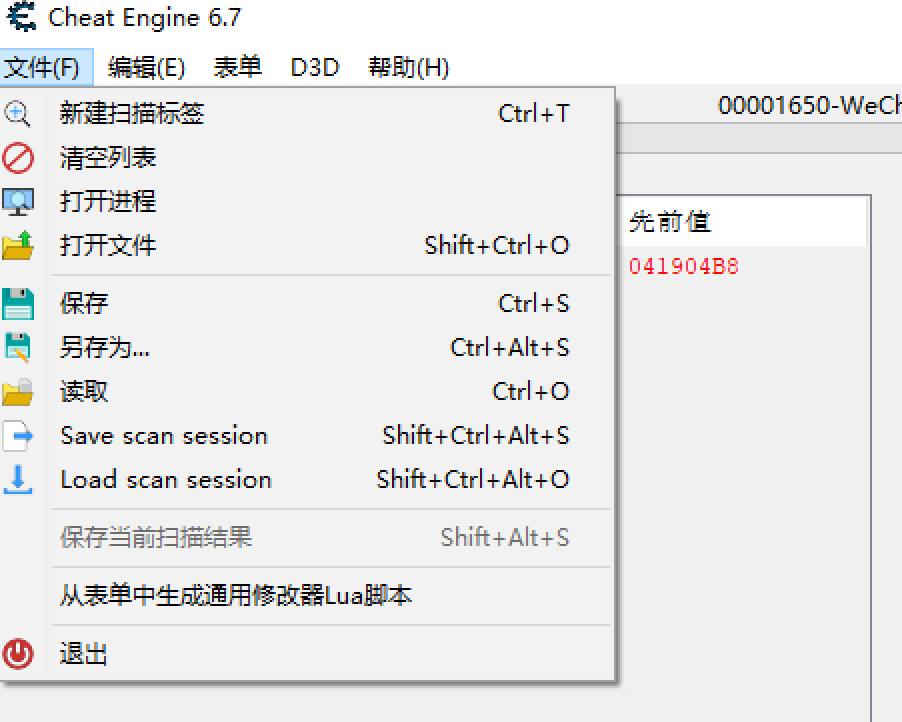 Cheat Engine 6.7
文件(F) 编辑(E) 表单 D3D 帮助(H)
00001650-WeCh
新建扫描标签 Ctrl+T
清空列表
打开进程
打开文件 Shift+Ctrl+O
保存 Ctrl+S
另存为... Ctrl+Alt+S
读取 Ctrl+O
Save scan session Shift+Ctrl+Alt+S
Load scan session Shift+Ctrl+Alt+O
保存当前扫描结果 Shift+Alt+S
从表单中生成通用修改器Lua脚本
退出
先前值
041904B8